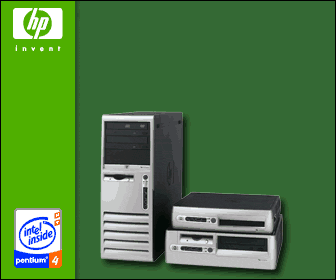 hp
invent
intel
inside
pentium 4